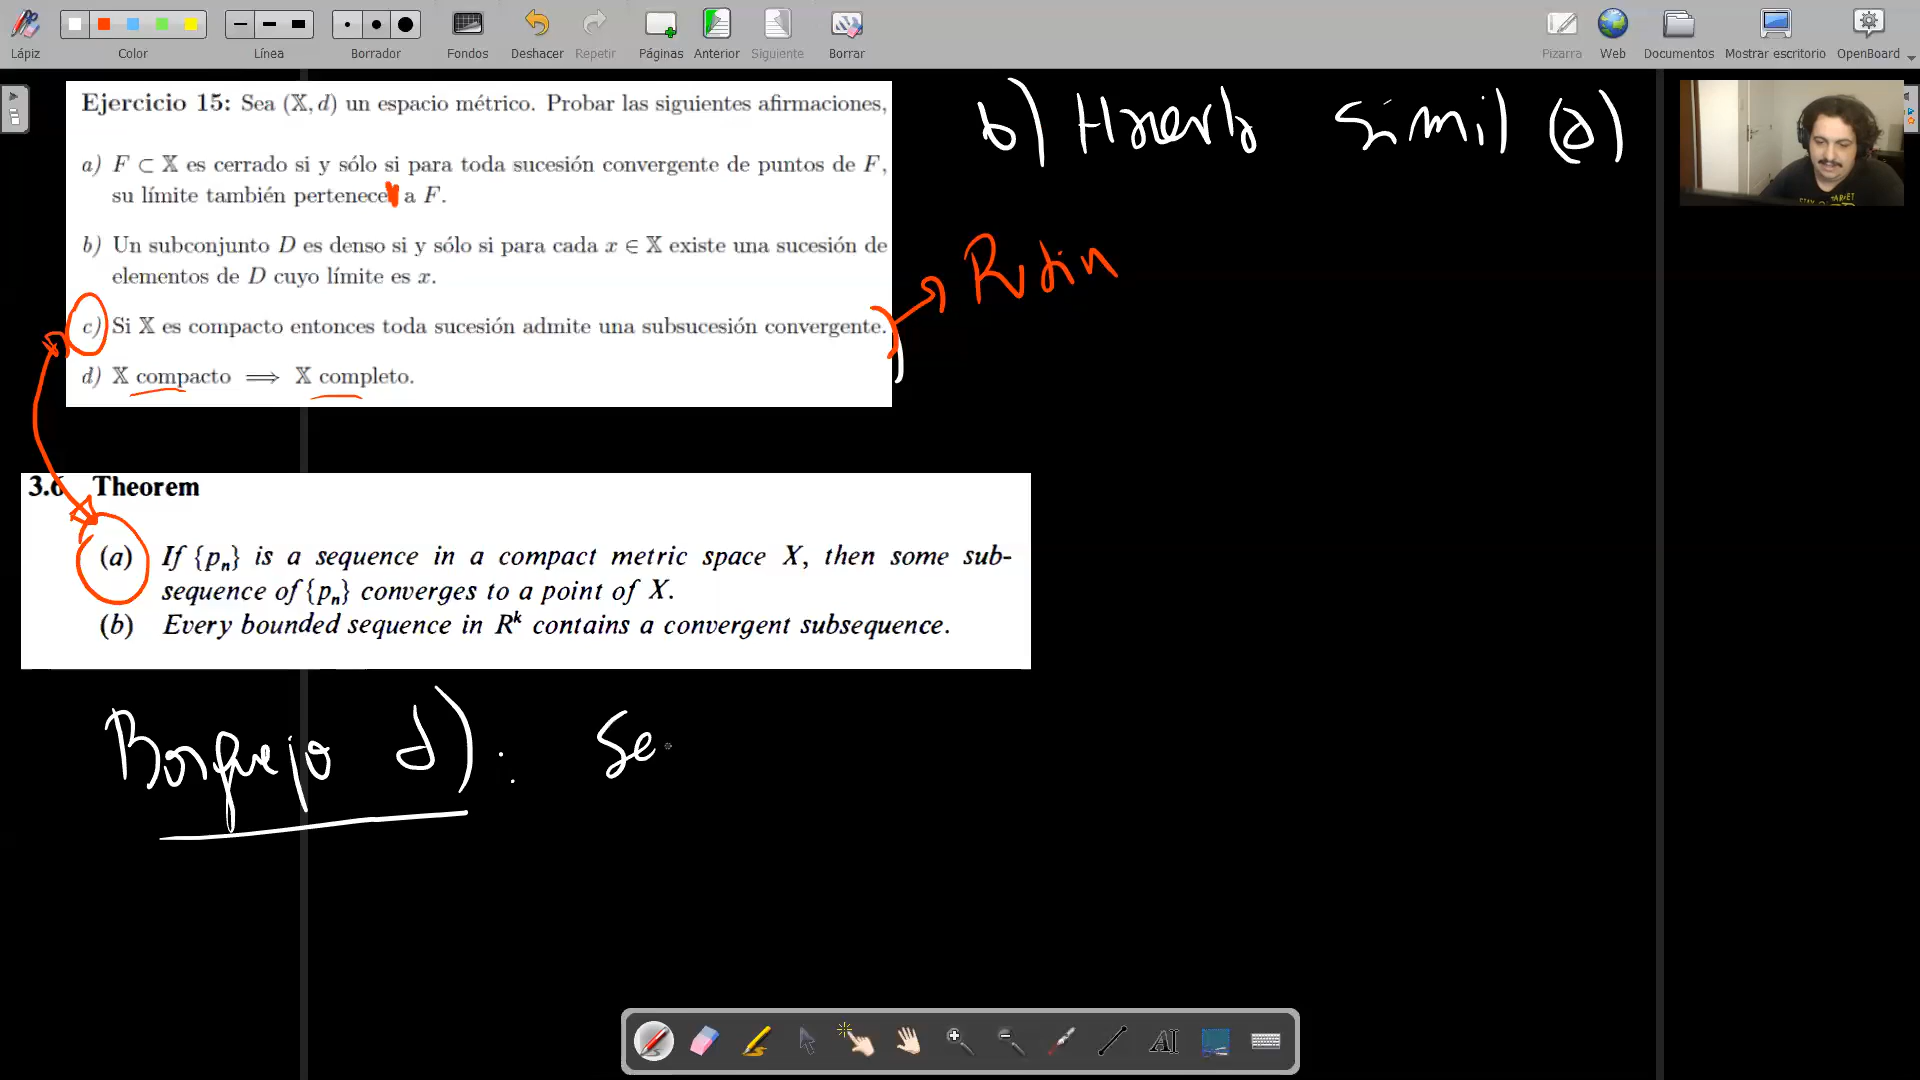 Lápiz
Color
Línea
Borrador
Fondos
Deshacer
Repetir
Páginas
Anterior
Siguiente
Borrar
Pizarra
Web
Documentos
Mostrar escritorio
OpenBoard
Ejercicio 15: Sea (𝕏, d) un espacio métrico. Probar las siguientes afirmaciones,
a) F ⊂ 𝕏 es cerrado si y sólo si para toda sucesión convergente de puntos de F,
su límite también pertenece a F.
b) Un subconjunto D es denso si y sólo si para cada x ∈ 𝕏 existe una sucesión de
elementos de D cuyo límite es x.
c) Si 𝕏 es compacto entonces toda sucesión admite una subsucesión convergente.
d) 𝕏 compacto ⟹ 𝕏 completo.
b) Hacerlo simil (a)
Rudin
3.6 Theorem
(a) If {pₙ} is a sequence in a compact metric space X, then some sub-
sequence of {pₙ} converges to a point of X.
(b) Every bounded sequence in Rᵏ contains a convergent subsequence.
Bosquejo d): Se